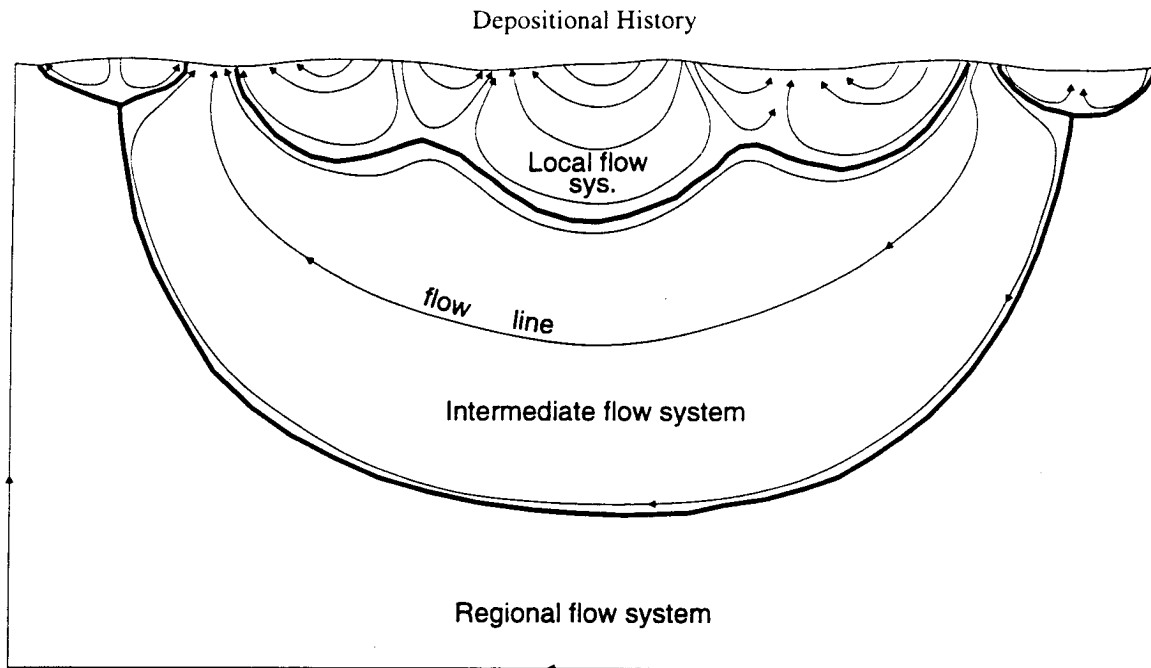 Depositional History
Local flow
sys.
flow line
Intermediate flow system
Regional flow system